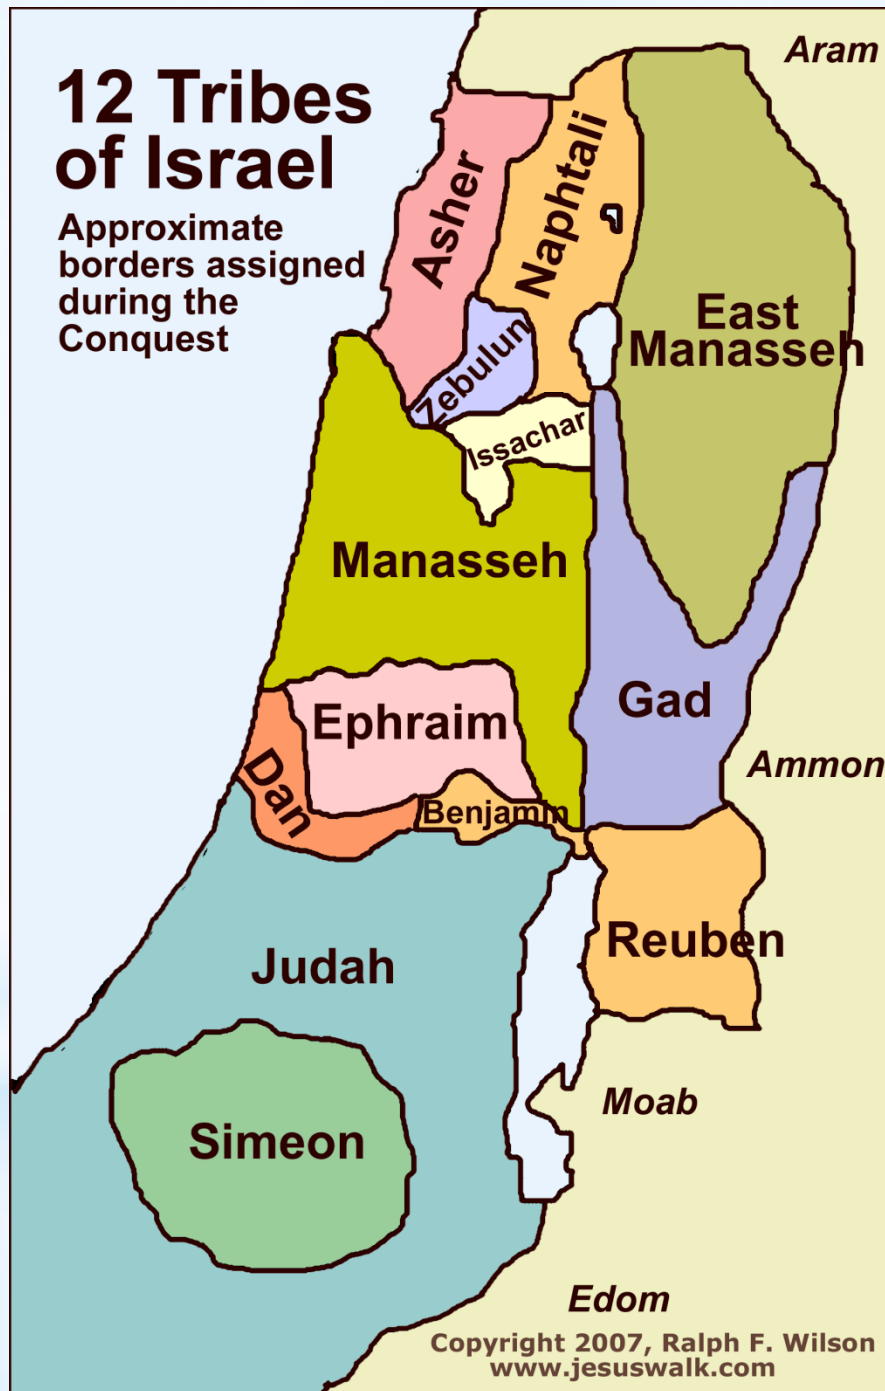 12 Tribes
of Israel
Approximate
borders assigned
during the
Conquest
Aram
Asher
Naphtali
East
Manasseh
Zebulun
Issachar
Manasseh
Gad
Ephraim
Dan
Benjamin
Ammon
Judah
Reuben
Moab
Simeon
Edom
Copyright 2007, Ralph F. Wilson
www.jesuswalk.com